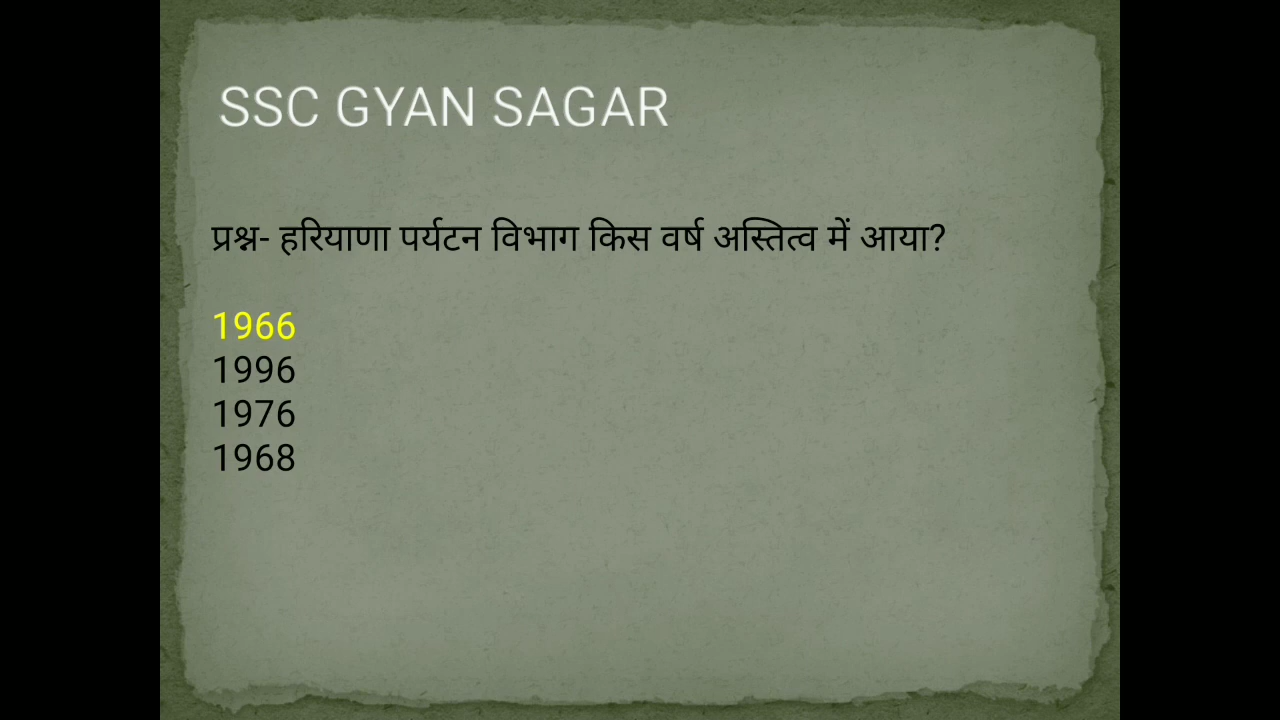 SSC GYAN SAGAR
प्रश्न- हरियाणा पर्यटन विभाग किस वर्ष अस्तित्व में आया?
1966
1996
1976
1968